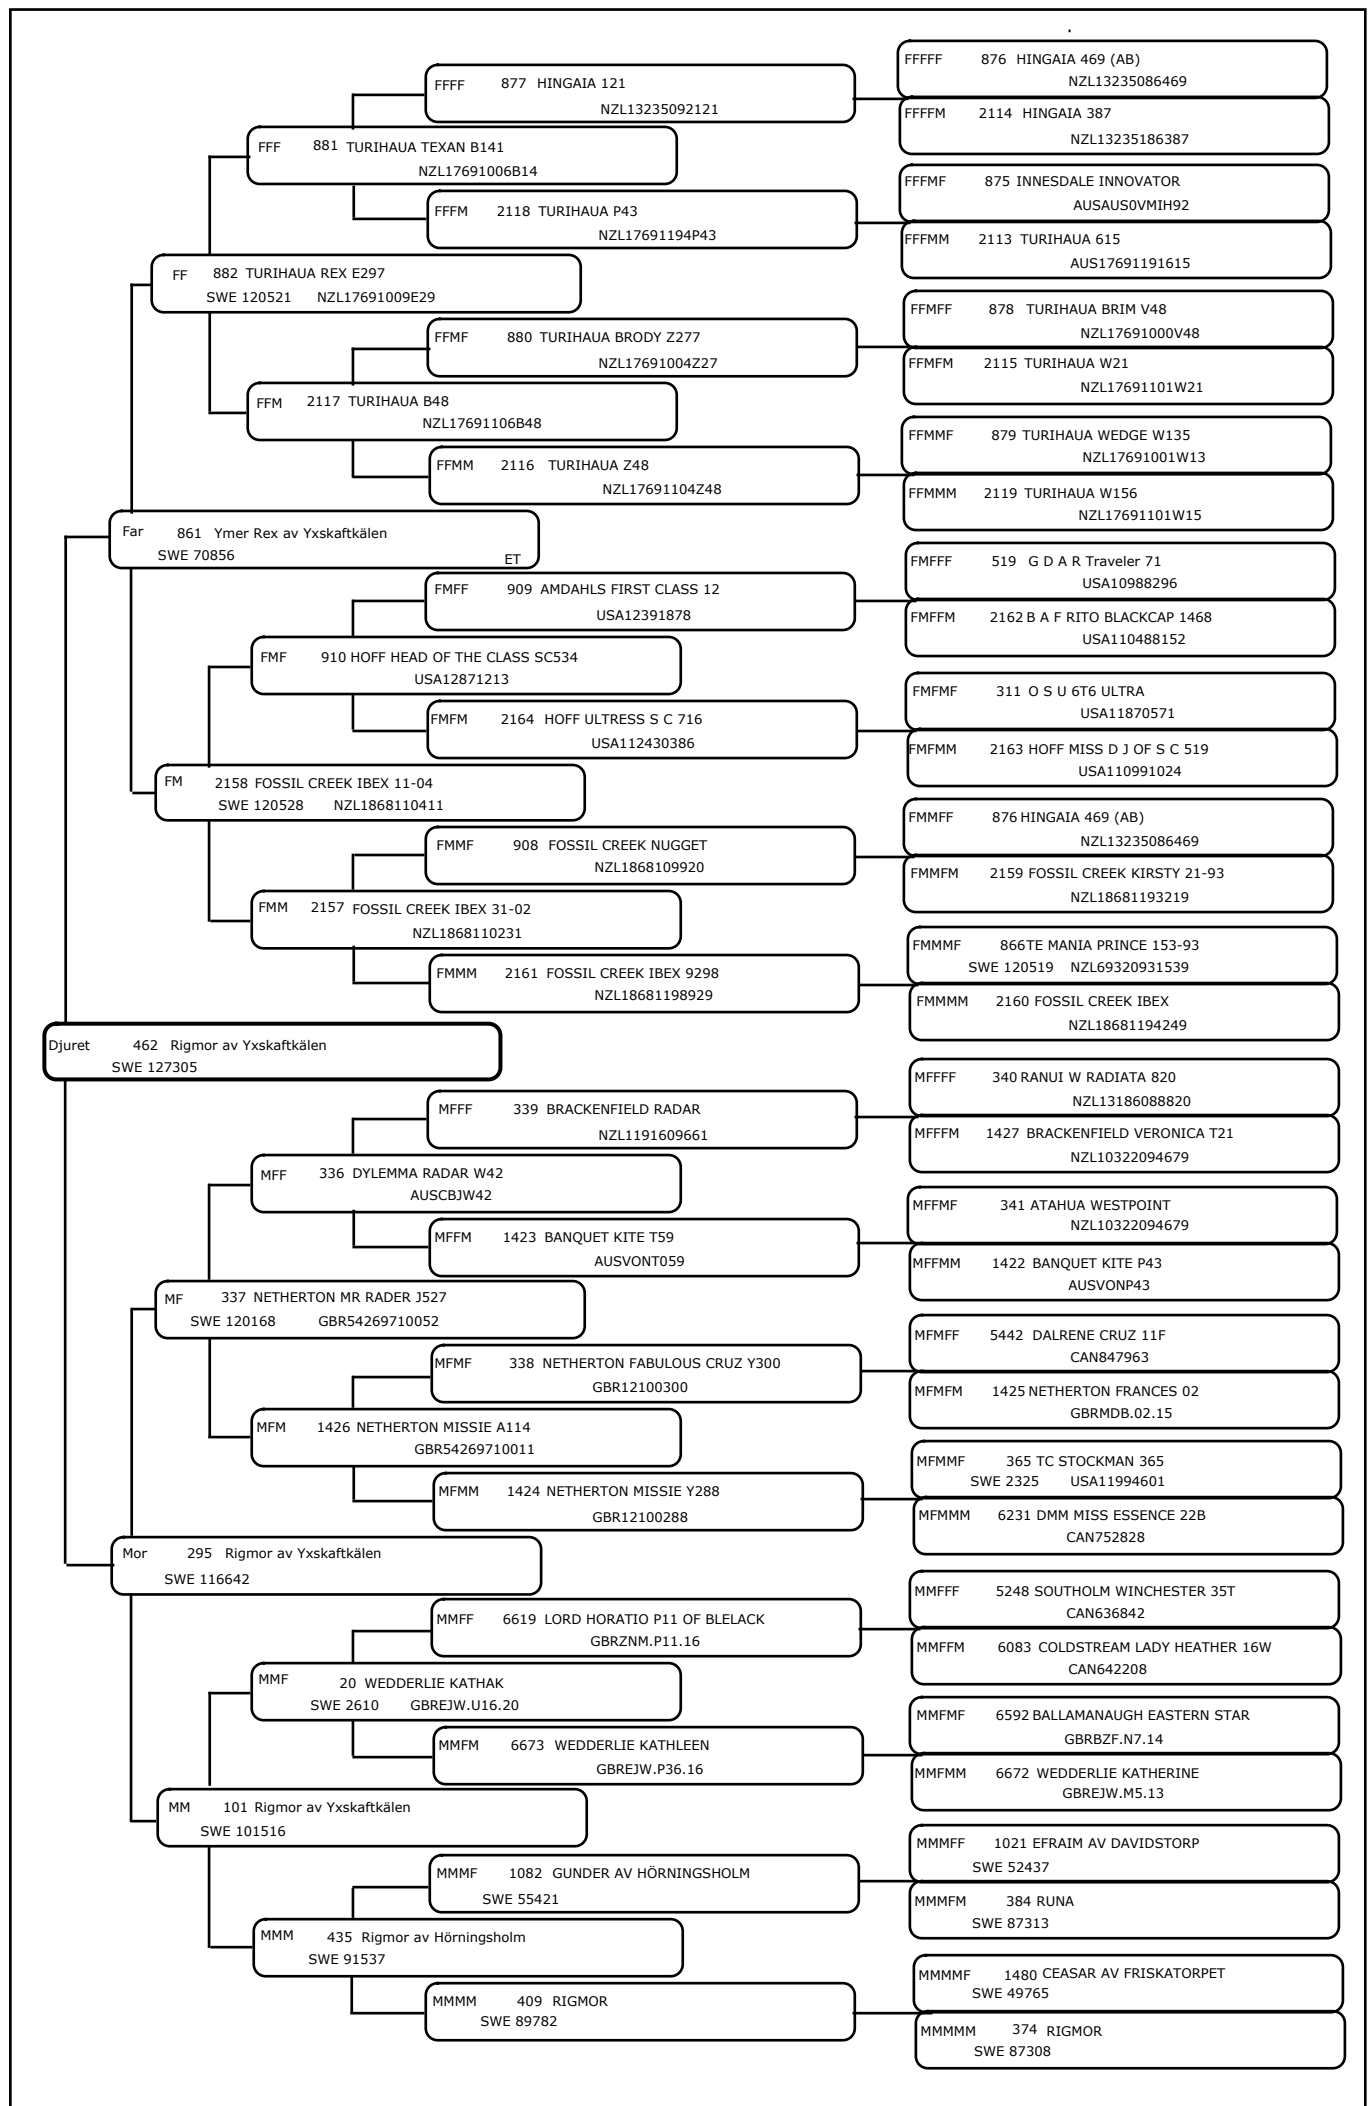 FFFFF 876 HINGAIA 469 (AB)
NZL13235086469
FFFF 877 HINGAIA 121
NZL13235092121
FFFFM 2114 HINGAIA 387
NZL13235186387
FFF 881 TURIHAUA TEXAN B141
NZL17691006B14
FFFMF 875 INNESDALE INNOVATOR
AUSAUS0VMIH92
FFFM 2118 TURIHAUA P43
NZL17691194P43
FFFMM 2113 TURIHAUA 615
AUS17691191615
FF 882 TURIHAUA REX E297
SWE 120521 NZL17691009E29
FFMFF 878 TURIHAUA BRIM V48
NZL17691000V48
FFMF 880 TURIHAUA BRODY Z277
NZL17691004Z27
FFMFM 2115 TURIHAUA W21
NZL17691101W21
FFM 2117 TURIHAUA B48
NZL17691106B48
FFMMF 879 TURIHAUA WEDGE W135
NZL17691001W13
FFMM 2116 TURIHAUA Z48
NZL17691104Z48
FFMMM 2119 TURIHAUA W156
NZL17691101W15
Far 861 Ymer Rex av Yxskaftkälen
SWE 70856 ET
FMFFF 519 G D A R Traveler 71
USA10988296
FMFF 909 AMDAHLS FIRST CLASS 12
USA12391878
FMFFM 2162 B A F RITO BLACKCAP 1468
USA110488152
FMF 910 HOFF HEAD OF THE CLASS SC534
USA12871213
FMFMF 311 O S U 6T6 ULTRA
USA11870571
FMFM 2164 HOFF ULTRESS S C 716
USA112430386
FMFMM 2163 HOFF MISS D J OF S C 519
USA110991024
FM 2158 FOSSIL CREEK IBEX 11-04
SWE 120528 NZL1868110411
FMMFF 876 HINGAIA 469 (AB)
NZL13235086469
FMMF 908 FOSSIL CREEK NUGGET
NZL1868109920
FMMFM 2159 FOSSIL CREEK KIRSTY 21-93
NZL18681193219
FMM 2157 FOSSIL CREEK IBEX 31-02
NZL1868110231
FMMMF 866TE MANIA PRINCE 153-93
SWE 120519 NZL69320931539
FMMM 2161 FOSSIL CREEK IBEX 9298
NZL18681198929
FMMMM 2160 FOSSIL CREEK IBEX
NZL18681194249
Djuret 462 Rigmor av Yxskaftkälen
SWE 127305
MFFFF 340 RANUI W RADIATA 820
NZL13186088820
MFFF 339 BRACKENFIELD RADAR
NZL1191609661
MFFFM 1427 BRACKENFIELD VERONICA T21
NZL10322094679
MFF 336 DYLEMMA RADAR W42
AUSCBJW42
MFFMF 341 ATAHUA WESTPOINT
NZL10322094679
MFFM 1423 BANQUET KITE T59
AUSVONT059
MFFMM 1422 BANQUET KITE P43
AUSVONP43
MF 337 NETHERTON MR RADER J527
SWE 120168 GBR54269710052
MFMFF 5442 DALRENE CRUZ 11F
CAN847963
MFMF 338 NETHERTON FABULOUS CRUZ Y300
GBR12100300
MFMFM 1425 NETHERTON FRANCES 02
GBRMDB.02.15
MFM 1426 NETHERTON MISSIE A114
GBR54269710011
MFMMF 365 TC STOCKMAN 365
SWE 2325 USA11994601
MFMM 1424 NETHERTON MISSIE Y288
GBR12100288
MFMMM 6231 DMM MISS ESSENCE 22B
CAN752828
Mor 295 Rigmor av Yxskaftkälen
SWE 116642
MMFFF 5248 SOUTHOLM WINCHESTER 35T
CAN636842
MMFF 6619 LORD HORATIO P11 OF BLELACK
GBRZNM.P11.16
MMFFM 6083 COLDSTREAM LADY HEATHER 16W
CAN642208
MMF 20 WEDDERLIE KATHAK
SWE 2610 GBREJW.U16.20
MMFMF 6592 BALLAMANAUGH EASTERN STAR
GBRBZF.N7.14
MMFM 6673 WEDDERLIE KATHLEEN
GBREJW.P36.16
MMFMM 6672 WEDDERLIE KATHERINE
GBREJW.M5.13
MM 101 Rigmor av Yxskaftkälen
SWE 101516
MMMFF 1021 EFRAIM AV DAVIDSTORP
SWE 52437
MMMF 1082 GUNDER AV HÖRNINGSHOLM
SWE 55421
MMMFM 384 RUNA
SWE 87313
MMM 435 Rigmor av Hörningsholm
SWE 91537
MMMMF 1480 CEASAR AV FRISKATORPET
SWE 49765
MMMM 409 RIGMOR
SWE 89782
MMMMM 374 RIGMOR
SWE 87308